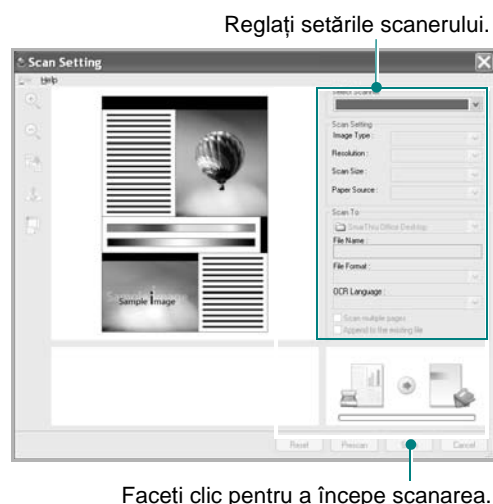 Reglați setările scanerului.
Scan Setting
Help
Select Scanner
Scan Setting
Image Type :
Resolution :
Scan Size :
Paper Source :
Scan To
SmarThru Office Desktop
File Name :
File Format :
OCR Language :
Scan multiple pages
Append to the existing file
Sample image
Reset Prescan Cancel
Faceți clic pentru a începe scanarea.